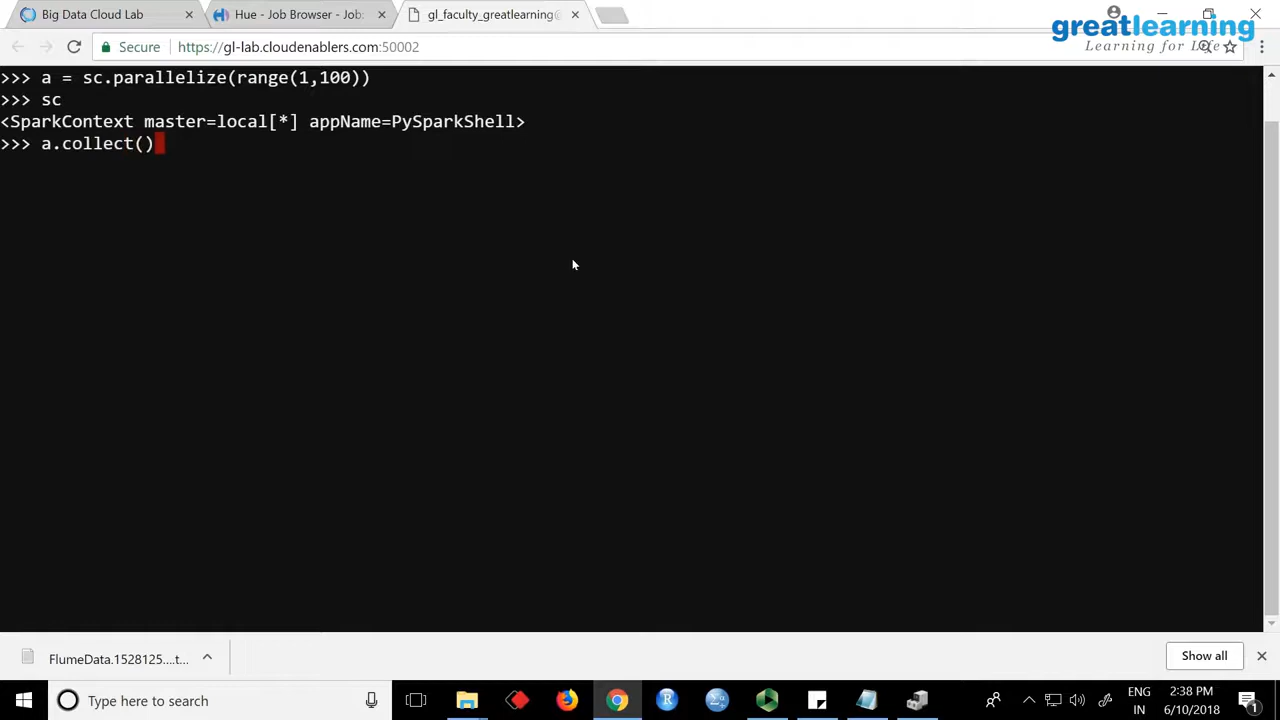 Big Data Cloud Lab
Hue - Job Browser - Job:
gl_faculty_greatlearning@
greatlearning
Learning for Life
Secure
https://gl-lab.cloudenablers.com:50002
>>> a = sc.parallelize(range(1,100))
>>> sc
<SparkContext master=local[*] appName=PySparkShell>
>>> a.collect()
FlumeData.1528125....t...
Show all
Type here to search
ENG
IN
2:38 PM
6/10/2018
1